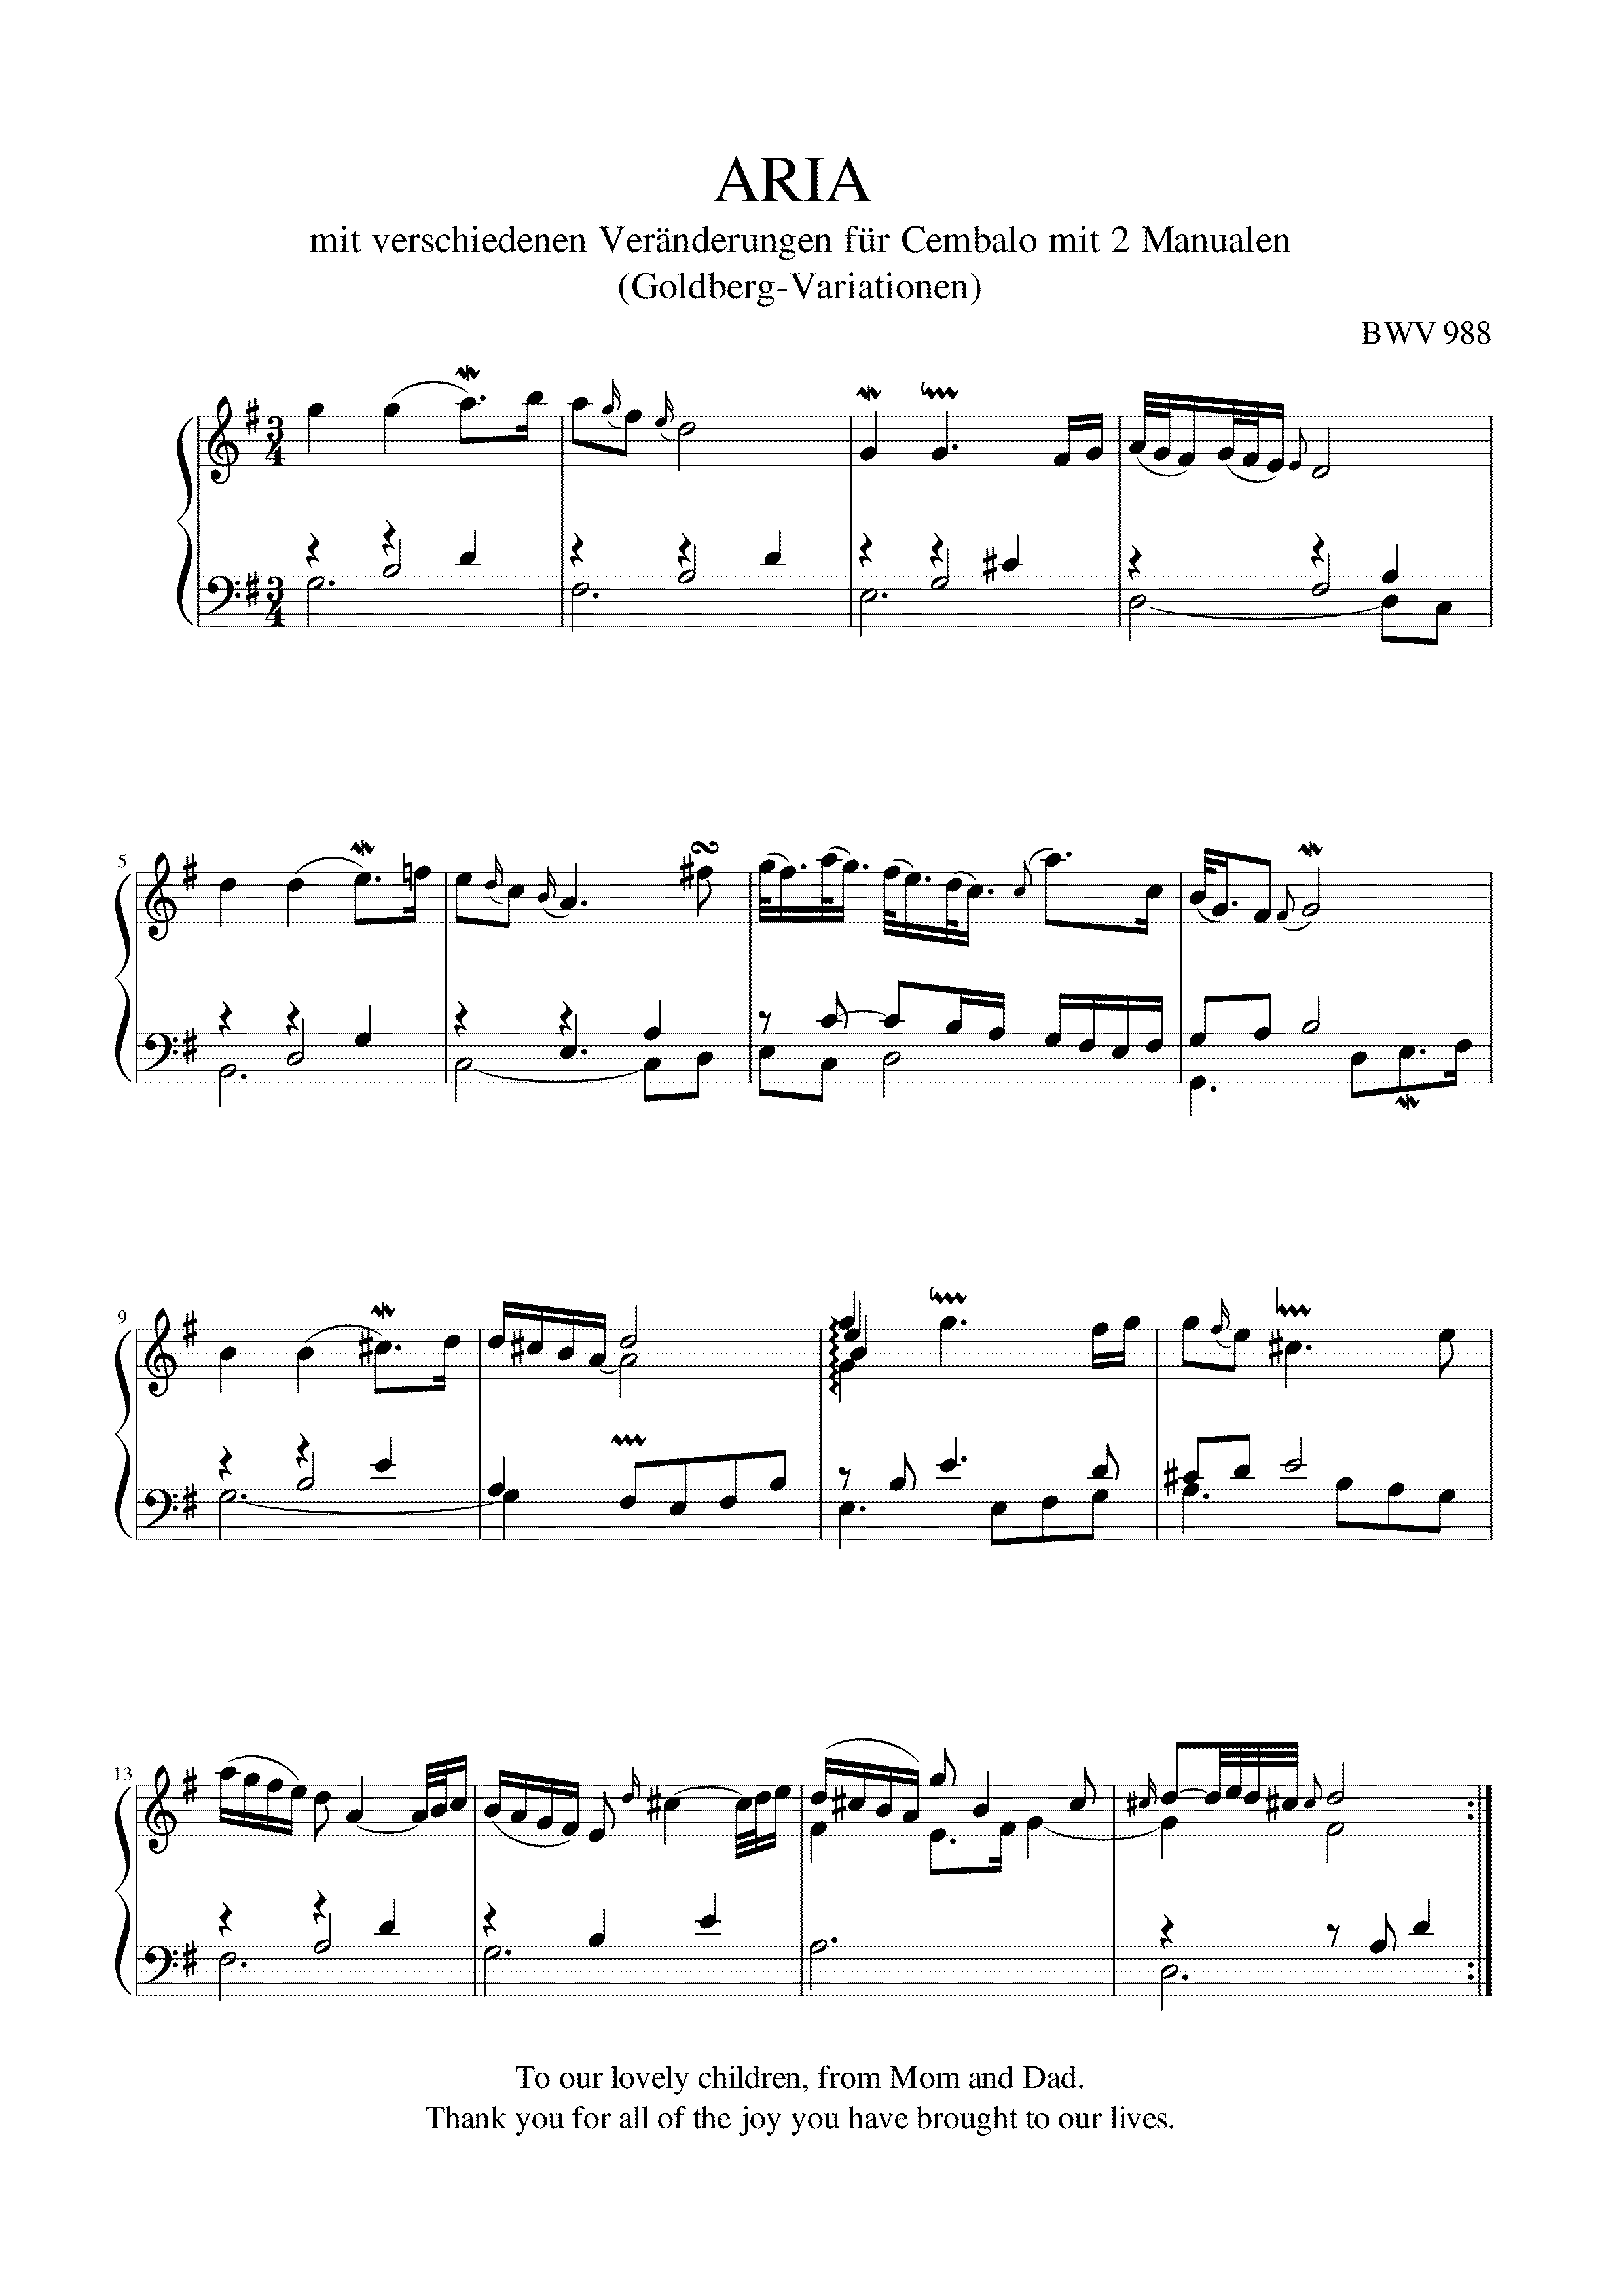 ARIA
mit verschiedenen Veränderungen für Cembalo mit 2 Manualen
(Goldberg-Variationen)
BWV 988
3
4
3
4
5
9
13
To our lovely children, from Mom and Dad.
Thank you for all of the joy you have brought to our lives.